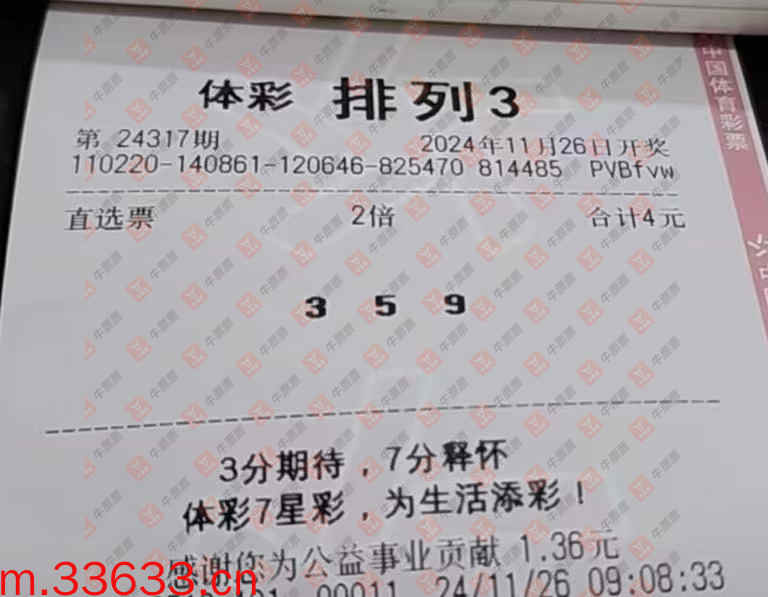 体彩 排列3
第 24317期 2024年11月26日开奖
110220-140861-120646-825470 814485 PVBfvw
直选票 2倍 合计4元
3 5 9
3分期待，7分释怀
体彩7星彩，为生活添彩！
感谢您为公益事业贡献 1.36元
00011 24/11/26 09:08:33
m.33633.cn
中国体育彩票
牛票票